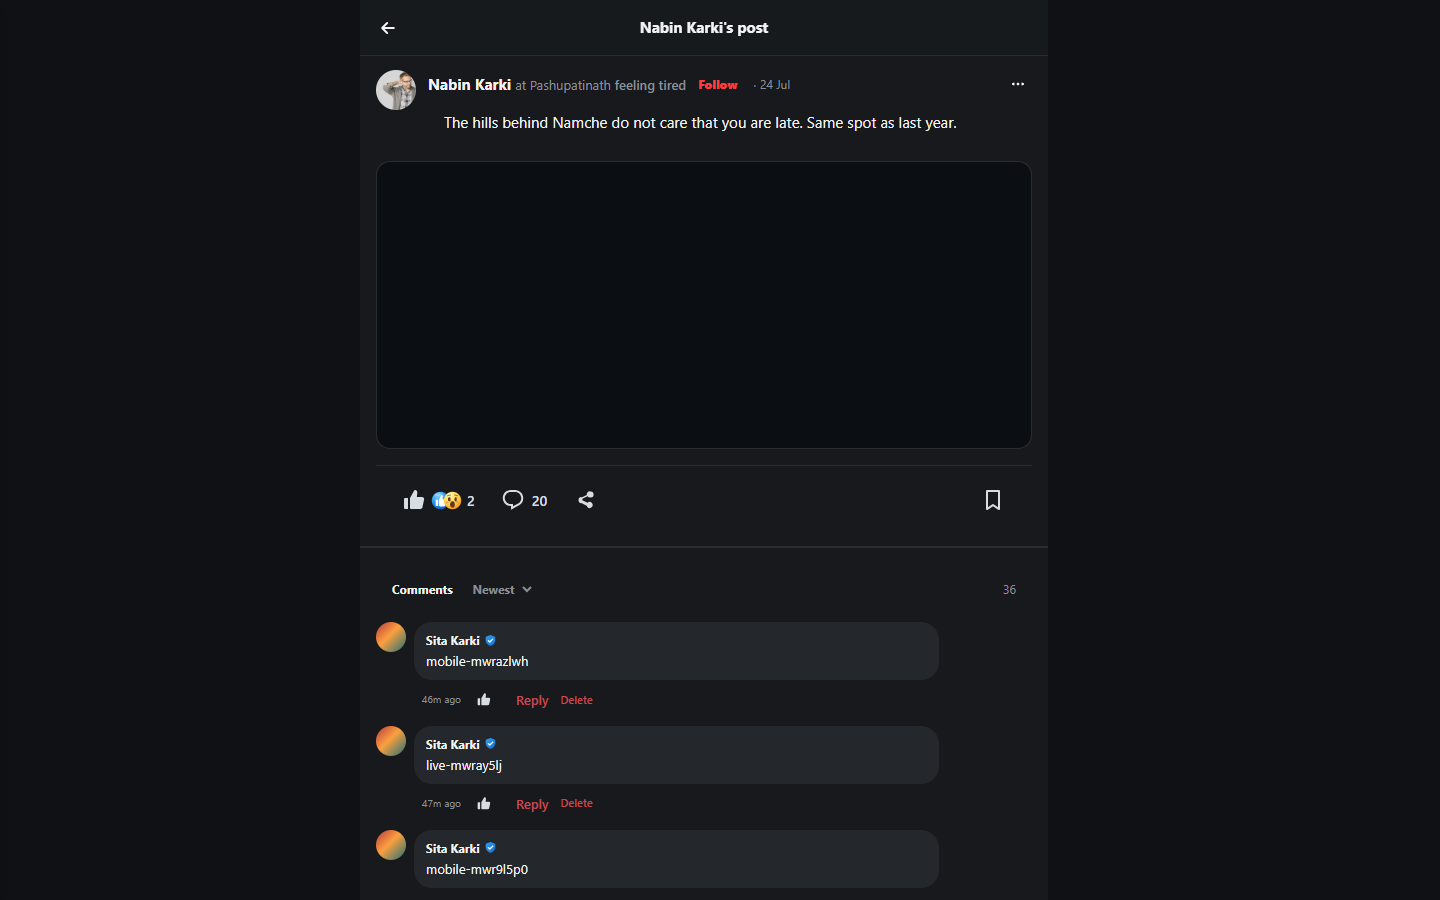 Nabin Karki's post
Nabin Karki at Pashupatinath feeling tired Follow · 24 Jul
The hills behind Namche do not care that you are late. Same spot as last year.
2 20
Comments Newest 36
Sita Karki
mobile-mwrazlwh
46m ago Reply Delete
Sita Karki
live-mwray5lj
47m ago Reply Delete
Sita Karki
mobile-mwr9l5p0